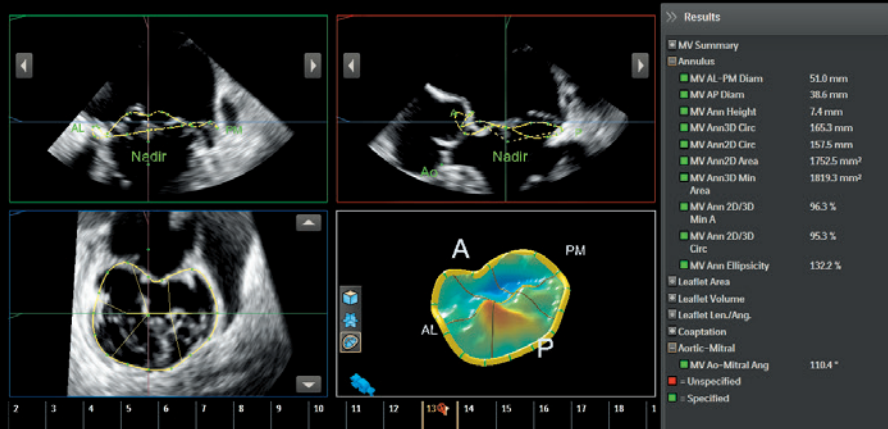 AL
Nadir
PM
A
Nadir
Ao
A
PM
AL
P
2 3 4 5 6 7 8 9 10 11 12 13 14 15 16 17 18 1
Results
MV Summary
Annulus
MV AL-PM Diam 51.0 mm
MV AP Diam 38.6 mm
MV Ann Height 7.4 mm
MV Ann3D Circ 165.3 mm
MV Ann2D Circ 157.5 mm
MV Ann2D Area 1752.5 mm²
MV Ann3D Min 1819.3 mm²
Area
MV Ann 2D/3D 96.3 %
Min A
MV Ann 2D/3D 95.3 %
Circ
MV Ann Ellipsicity 132.2 %
Leaflet Area
Leaflet Volume
Leaflet Len./Ang.
Coaptation
Aortic-Mitral
MV Ao-Mitral Ang 110.4 °
= Unspecified
= Specified